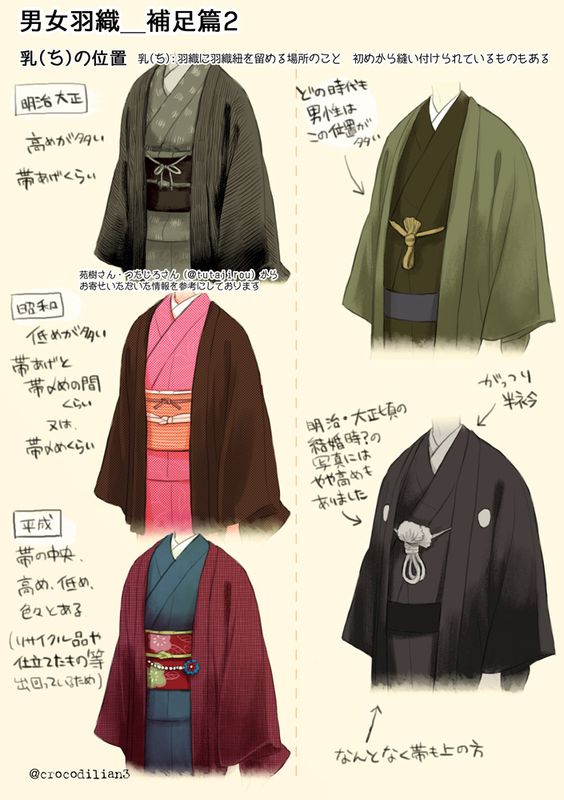 男女羽織__補足篇2
乳(ち)の位置 乳(ち):羽織に羽織紐を留める場所のこと 初めから縫い付けられているものもある
明治大正
高めが多い
帯あげくらい
苑樹さん・つたじろさん(@tutajirou)から
お寄せいただいた情報を参考にしております
昭和
低めが多い
帯あげと
帯〆めの間
くらい
又は、
帯〆めくらい
平成
帯の中央、
高め、低め、
色々とある
(リサイクル品や
仕立てたもの等
出回っているため)
どの時代も
男性は
この位置が
多い
がっつり
半衿
明治・大正頃の
結婚時?の
写真には
やや高めも
ありました
なんとなく帯も上の方
@crocodilian3